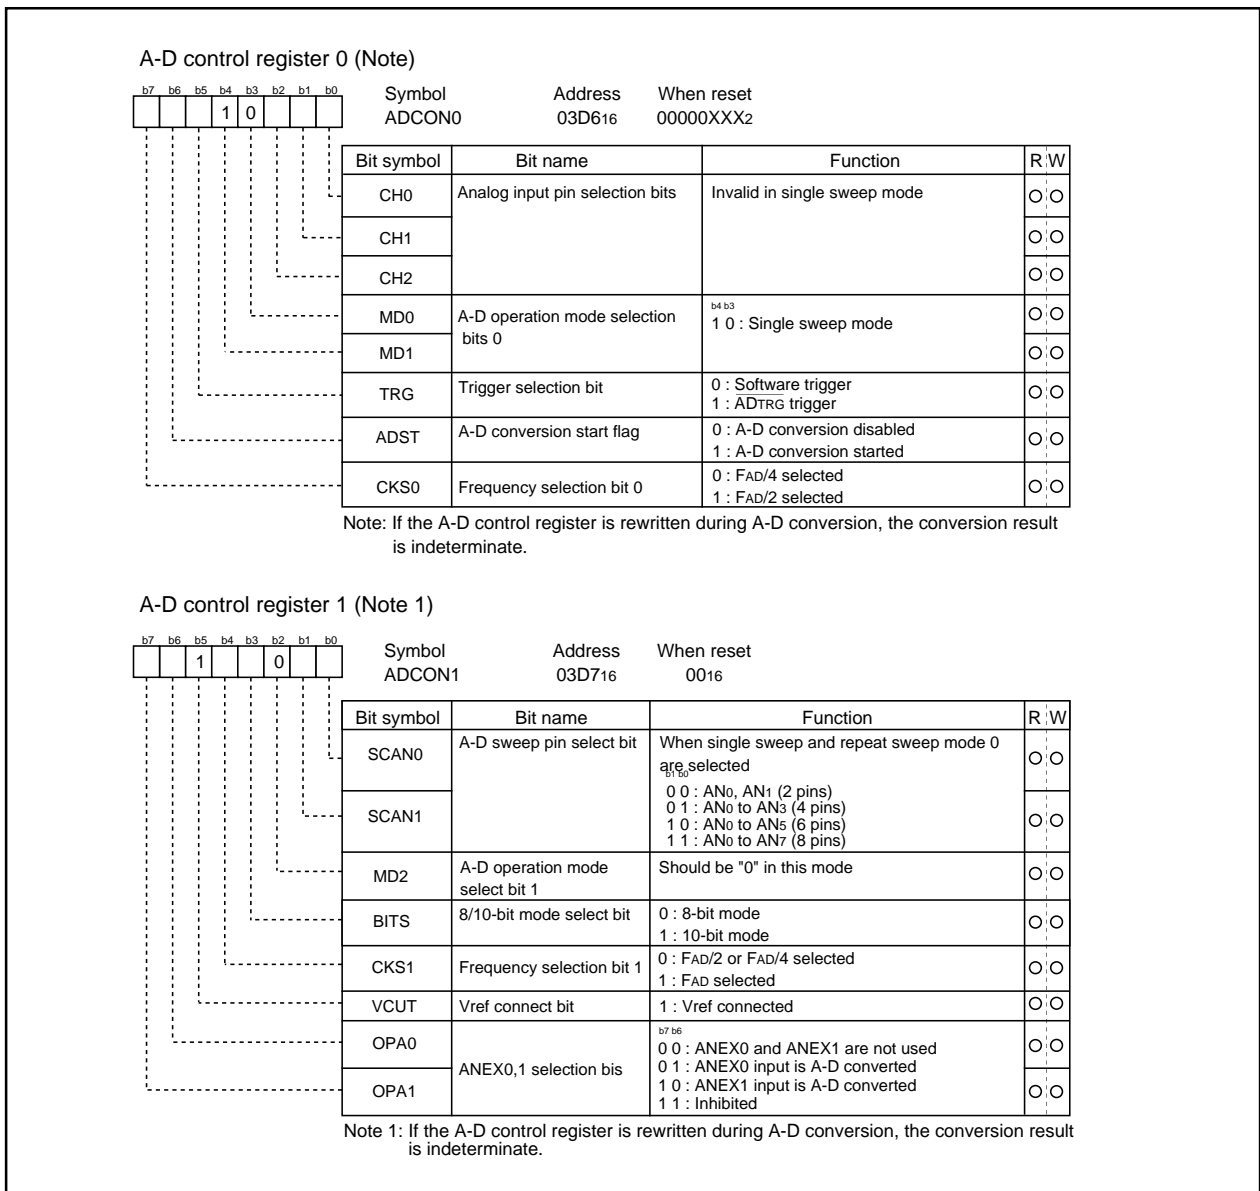 A-D control register 0 (Note)
b7 b6 b5 b4 b3 b2 b1 b0
1 0
Symbol Address When reset
ADCON0 03D616 00000XXX2
Bit symbol Bit name Function R W
CH0 Analog input pin selection bits Invalid in single sweep mode
CH1
CH2
MD0 A-D operation mode selection bits 0
b4 b3
1 0 : Single sweep mode
MD1
TRG Trigger selection bit 0 : Software trigger
1 : ADTRG trigger
ADST A-D conversion start flag 0 : A-D conversion disabled
1 : A-D conversion started
CKS0 Frequency selection bit 0 0 : FAD/4 selected
1 : FAD/2 selected
Note: If the A-D control register is rewritten during A-D conversion, the conversion result
is indeterminate.
A-D control register 1 (Note 1)
b7 b6 b5 b4 b3 b2 b1 b0
1 0
Symbol Address When reset
ADCON1 03D716 0016
Bit symbol Bit name Function R W
SCAN0 A-D sweep pin select bit When single sweep and repeat sweep mode 0
are selected
b1 b0
0 0 : AN0, AN1 (2 pins)
0 1 : AN0 to AN3 (4 pins)
SCAN1
1 0 : AN0 to AN5 (6 pins)
1 1 : AN0 to AN7 (8 pins)
MD2 A-D operation mode
select bit 1
Should be "0" in this mode
BITS 8/10-bit mode select bit 0 : 8-bit mode
1 : 10-bit mode
CKS1 Frequency selection bit 1 0 : FAD/2 or FAD/4 selected
1 : FAD selected
VCUT Vref connect bit 1 : Vref connected
OPA0
OPA1
ANEX0,1 selection bis
b7 b6
0 0 : ANEX0 and ANEX1 are not used
0 1 : ANEX0 input is A-D converted
1 0 : ANEX1 input is A-D converted
1 1 : Inhibited
Note 1: If the A-D control register is rewritten during A-D conversion, the conversion result
is indeterminate.